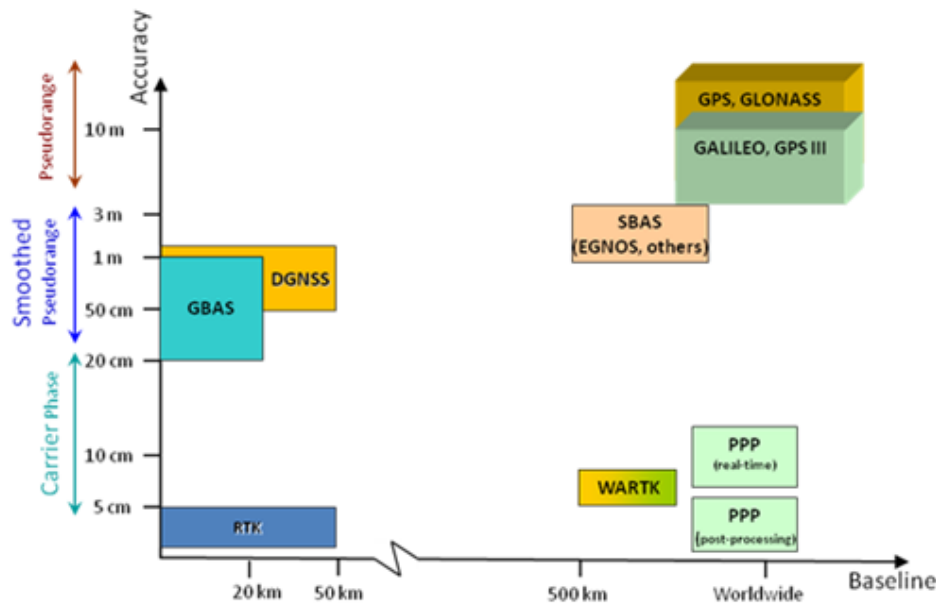 Accuracy
Pseudorange
Smoothed
Pseudorange
Carrier Phase
10 m
3 m
1 m
50 cm
20 cm
10 cm
5 cm
GPS, GLONASS
GALILEO, GPS III
SBAS
(EGNOS, others)
DGNSS
GBAS
PPP
(real-time)
WARTK
PPP
(post-processing)
RTK
20 km
50 km
500 km
Worldwide
Baseline